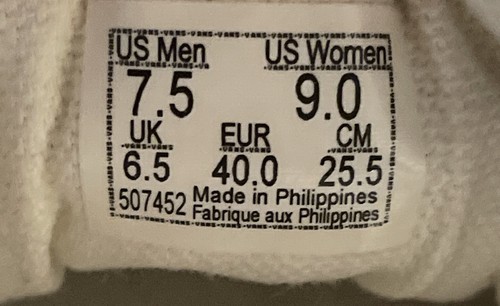 US Men US Women
7.5 9.0
UK EUR CM
6.5 40.0 25.5
507452 Made in Philippines
Fabrique aux Philippines